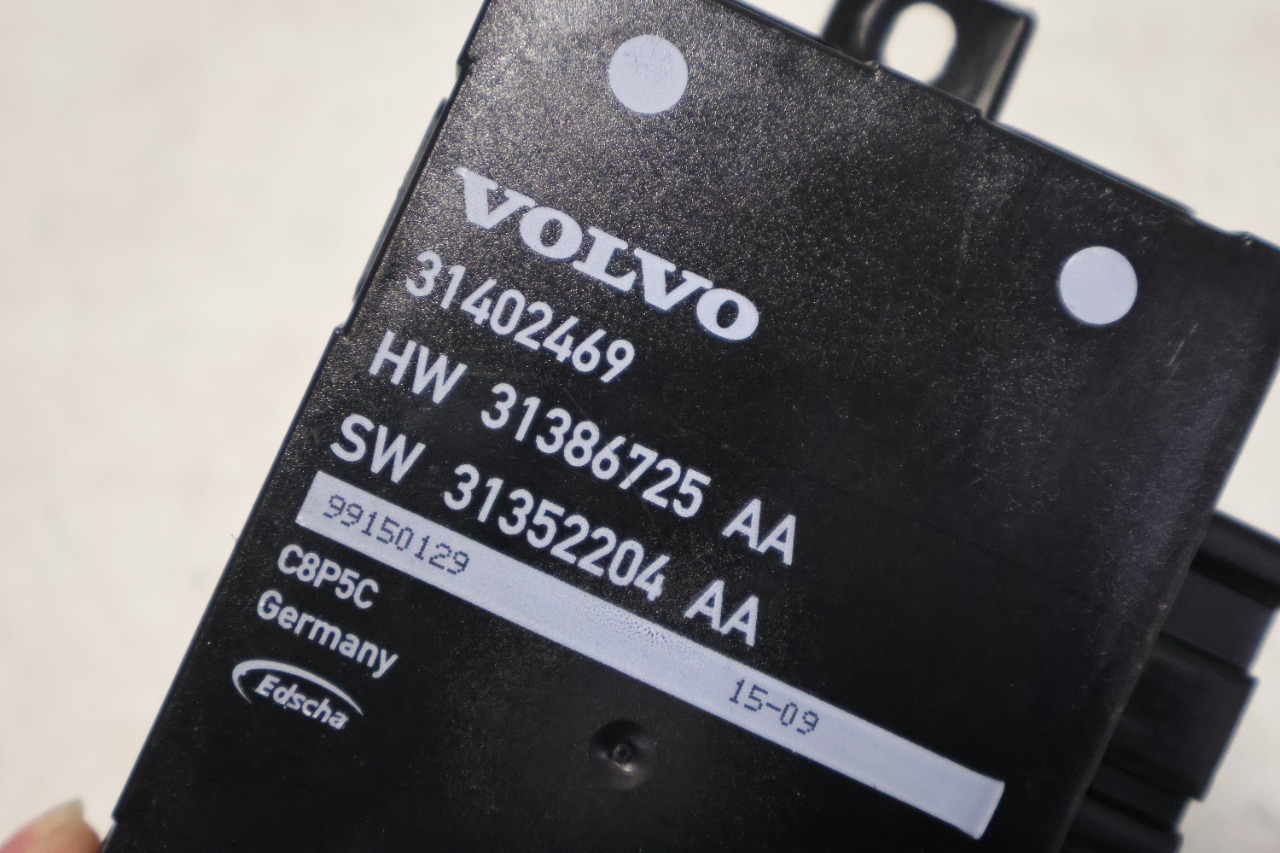 VOLVO
31402469
HW 31386725 AA
SW 31352204 AA
99150129 15-09
C8P5C
Germany
Edscha